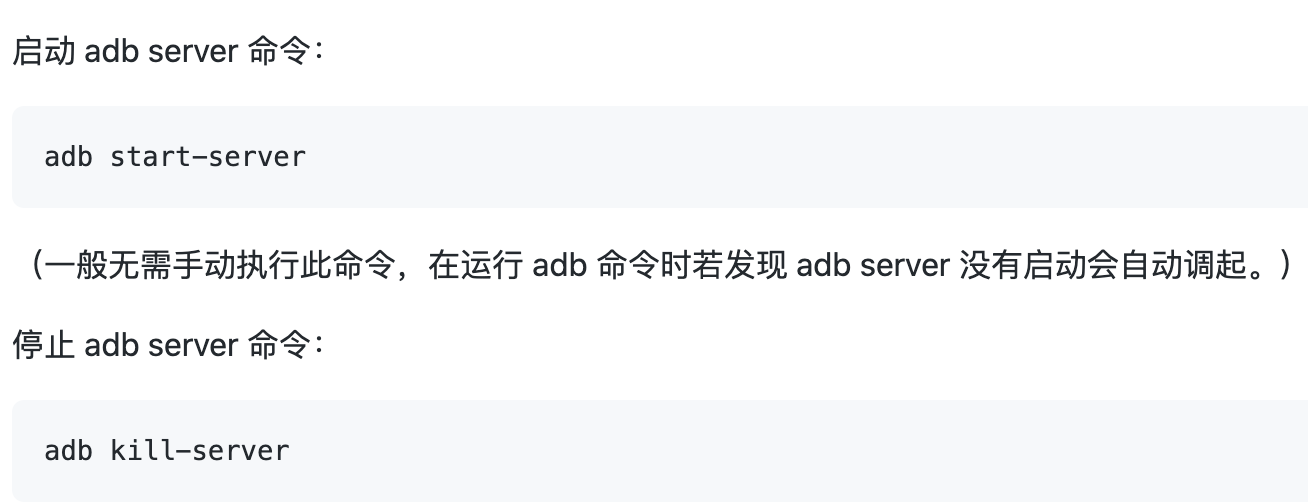 启动 adb server 命令：
adb start-server
（一般无需手动执行此命令，在运行 adb 命令时若发现 adb server 没有启动会自动调起。）
停止 adb server 命令：
adb kill-server